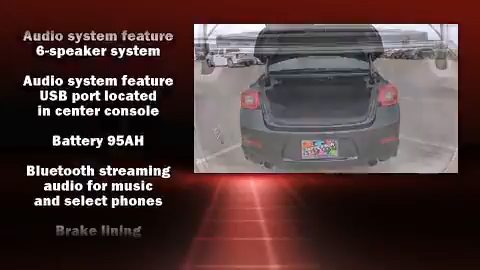 Audio system feature
6-speaker system
Audio system feature
USB port located
in center console
Battery 95AH
Bluetooth streaming
audio for music
and select phones
Brake lining